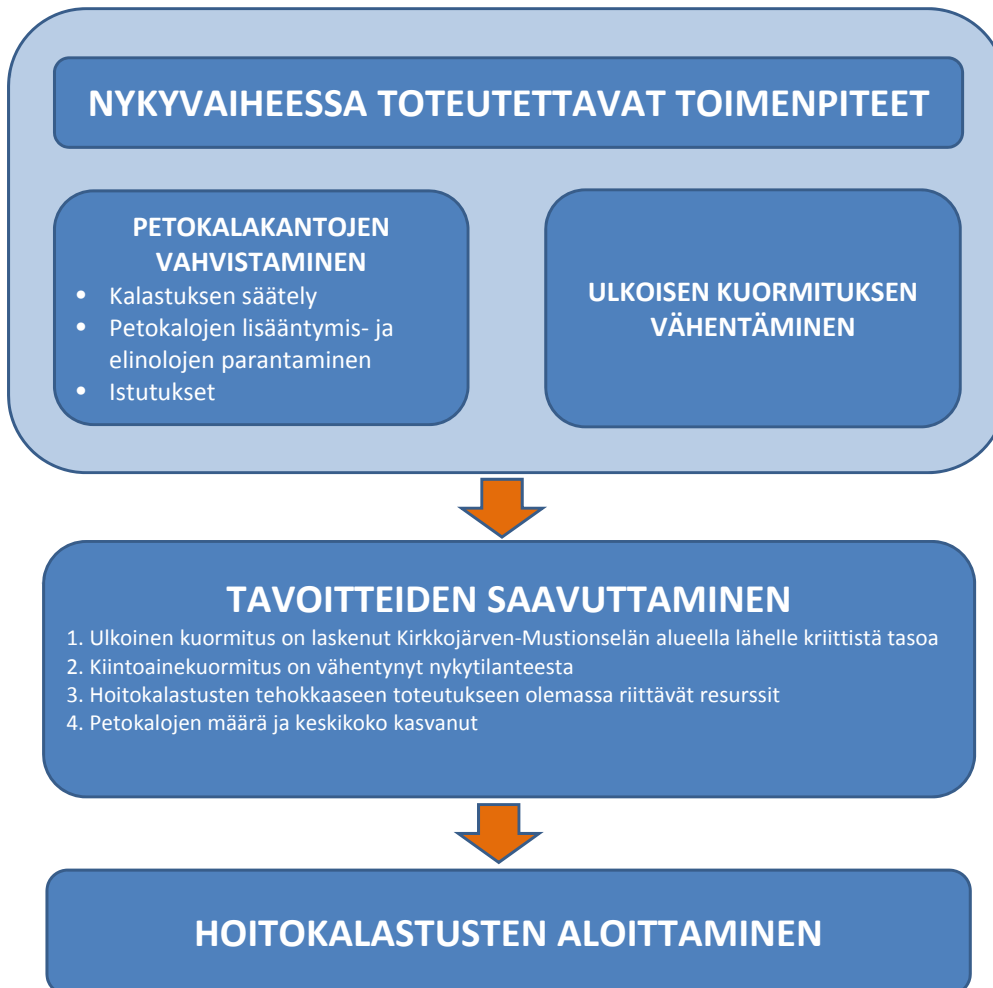 NYKYVAIHEESSA TOTEUTETTAVAT TOIMENPITEET
PETOKALAKANTOJEN
VAHVISTAMINEN
• Kalastuksen säätely
• Petokalojen lisääntymis- ja
elinolojen parantaminen
• Istutukset
ULKOISEN KUORMITUKSEN
VÄHENTÄMINEN
TAVOITTEIDEN SAAVUTTAMINEN
1. Ulkoinen kuormitus on laskenut Kirkkojärven-Mustionselän alueella lähelle kriittistä tasoa
2. Kiintoainekuormitus on vähentynyt nykytilanteesta
3. Hoitokalastusten tehokkaaseen toteutukseen olemassa riittävät resurssit
4. Petokalojen määrä ja keskikoko kasvanut
HOITOKALASTUSTEN ALOITTAMINEN